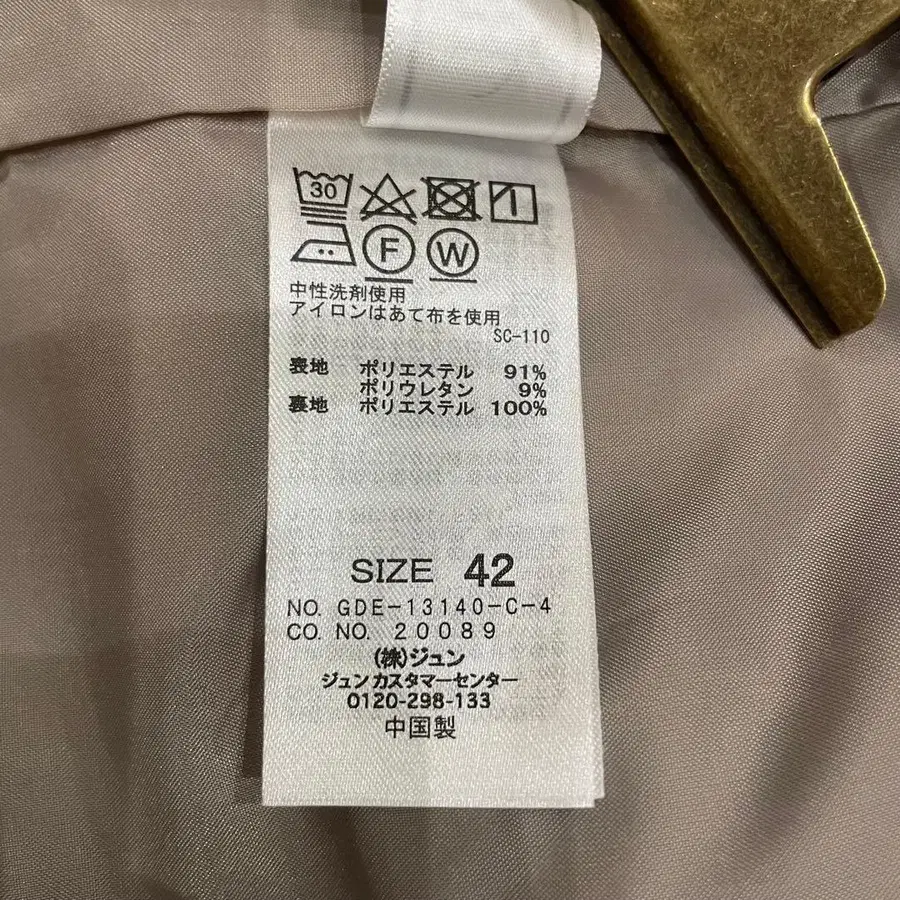 30
F W
中性洗剤使用
アイロンはあて布を使用
SC-110
表地 ポリエステル 91%
ポリウレタン 9%
裏地 ポリエステル 100%
SIZE 42
NO. GDE-13140-C-4
CO. NO. 20089
(株)ジュン
ジュンカスタマーセンター
0120-298-133
中国製